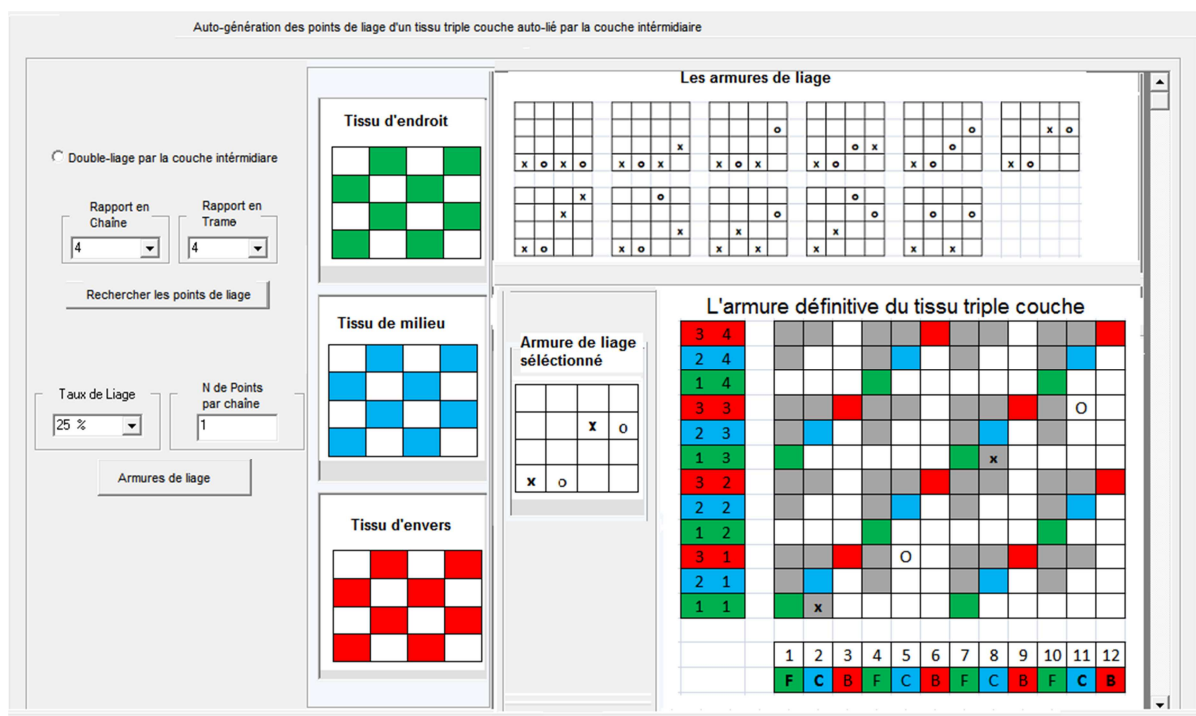 Auto-génération des points de liage d'un tissu triple couche auto-lié par la couche intérmidiaire
Double-liage par la couche intérmidiare
Rapport en
Chaîne
Rapport en
Trame
4
4
Rechercher les points de liage
Taux de Liage
N de Points
par chaîne
25 %
1
Armures de liage
Tissu d'endroit
Tissu de milieu
Tissu d'envers
Les armures de liage
o o x o
x x o
x o x o x o x x o x x o x o x o
x o o
x x o
x o
x o x o x x x x x
Armure de liage
séléctionné
x o
x o
L'armure définitive du tissu triple couche
3 4
2 4
1 4
3 3 O
2 3
1 3 x
3 2
2 2
1 2
3 1 O
2 1
1 1 x
1 2 3 4 5 6 7 8 9 10 11 12
F C B F C B F C B F C B